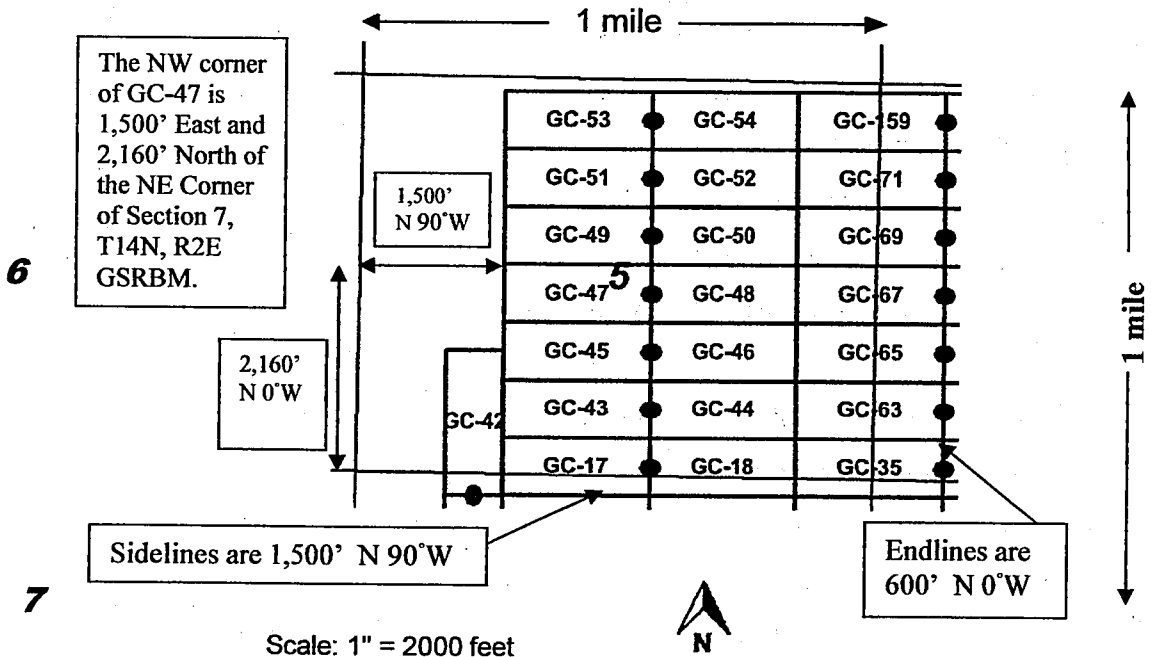 1 mile
The NW corner
of GC-47 is
1,500' East and
2,160' North of
the NE Corner
of Section 7,
T14N, R2E
GSRBM.
GC-53 GC-54 GC-159
GC-51 GC-52 GC-71
1,500'
N 90°W
GC-49 GC-50 GC-69
6
5
GC-47 GC-48 GC-67
1 mile
2,160'
N 0°W
GC-45 GC-46 GC-65
GC-42
GC-43 GC-44 GC-63
GC-17 GC-18 GC-35
Sidelines are 1,500' N 90°W
Endlines are
600' N 0°W
7
Scale: 1" = 2000 feet
N